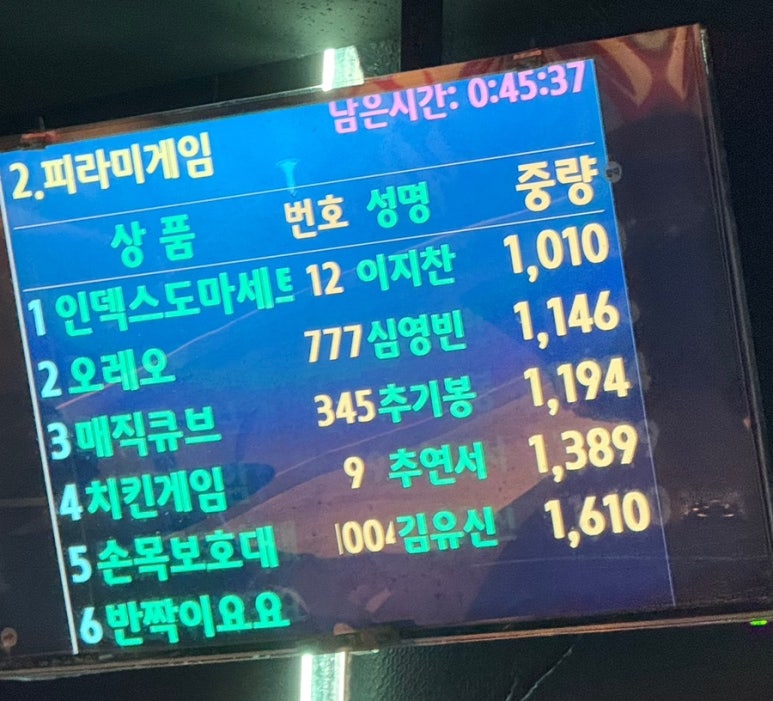 남은시간: 0:45:37
2.피라미게임
상 품 번호 성명 중량
1 인덱스도마세트 12 이지찬 1,010
2 오레오 777 심영빈 1,146
3 매직큐브 345 추기봉 1,194
4 치킨게임 9 추연서 1,389
5 손목보호대 1004 김유신 1,610
6 반짝이요요